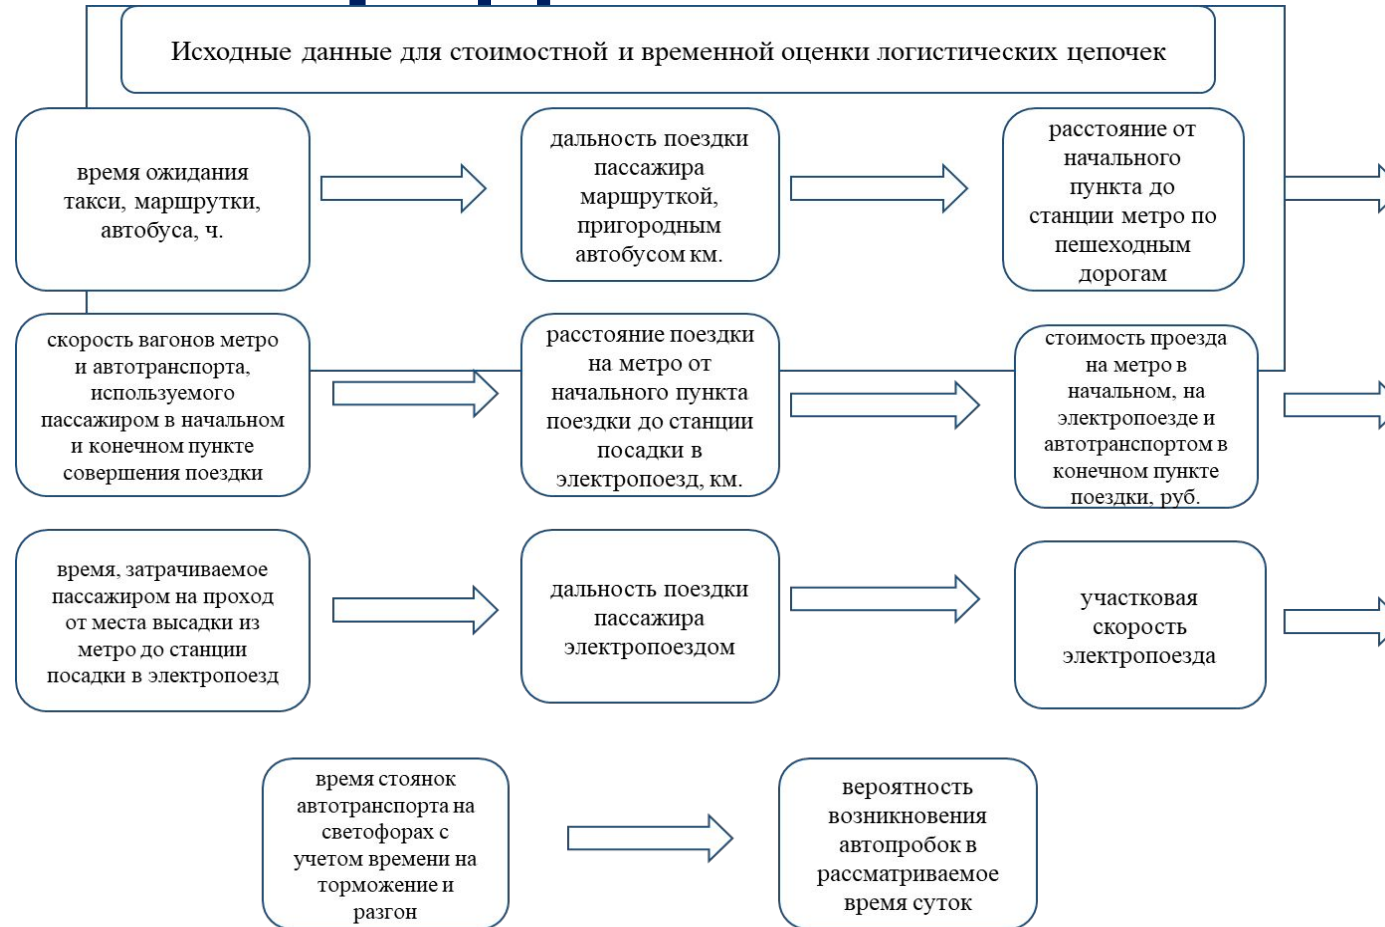 Исходные данные для стоимостной и временной оценки логистических цепочек
время ожидания
такси, маршрутки,
автобуса, ч.
дальность поездки
пассажира
маршруткой,
пригородным
автобусом км.
расстояние от
начального
пункта до
станции метро по
пешеходным
дорогам
скорость вагонов метро
и автотранспорта,
используемого
пассажиром в начальном
и конечном пункте
совершения поездки
расстояние поездки
на метро от
начального пункта
поездки до станции
посадки в
электропоезд, км.
стоимость проезда
на метро в
начальном, на
электропоезде и
автотранспортом в
конечном пункте
поездки, руб.
время, затрачиваемое
пассажиром на проход
от места высадки из
метро до станции
посадки в электропоезд
дальность поездки
пассажира
электропоездом
участковая
скорость
электропоезда
время стоянок
автотранспорта на
светофорах с
учетом времени на
торможение и
разгон
вероятность
возникновения
автопробок в
рассматриваемое
время суток